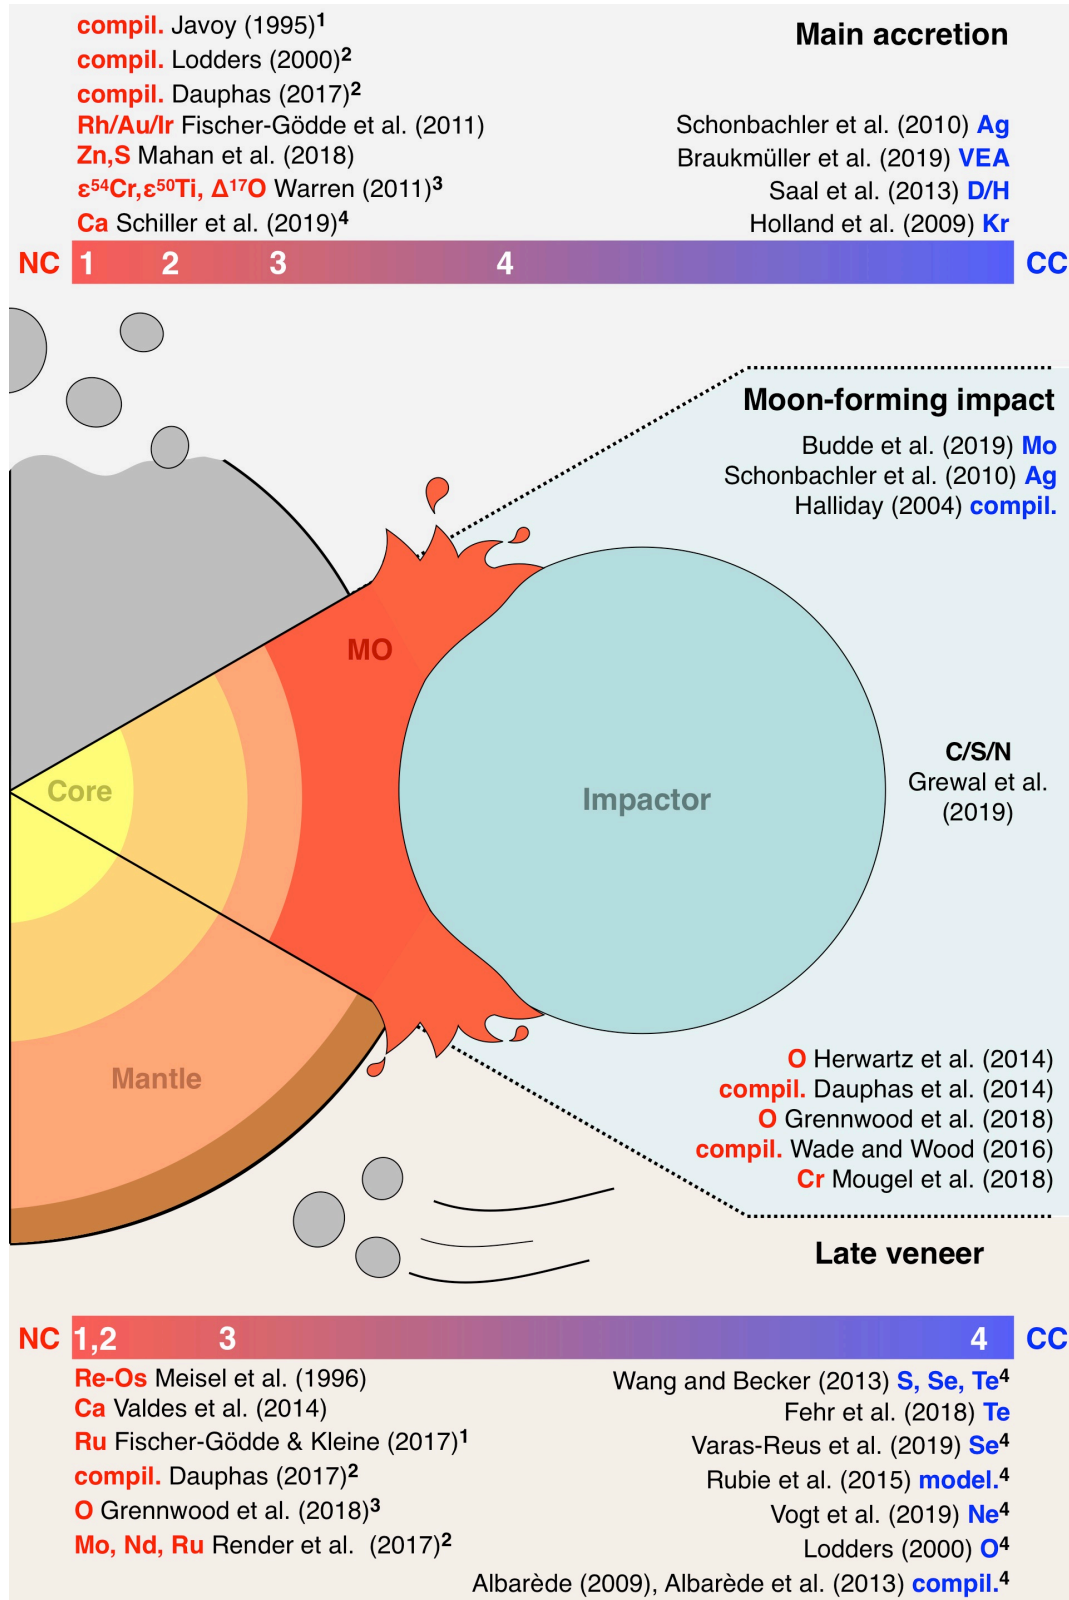 compil. Javoy (1995)¹
compil. Lodders (2000)²
compil. Dauphas (2017)²
Rh/Au/Ir Fischer-Gödde et al. (2011)
Zn,S Mahan et al. (2018)
ε⁵⁴Cr,ε⁵⁰Ti, Δ¹⁷O Warren (2011)³
Ca Schiller et al. (2019)⁴
Main accretion
Schonbachler et al. (2010) Ag
Braukmüller et al. (2019) VEA
Saal et al. (2013) D/H
Holland et al. (2009) Kr
NC 1 2 3 4 CC
Moon-forming impact
Budde et al. (2019) Mo
Schonbachler et al. (2010) Ag
Halliday (2004) compil.
MO
Core
Impactor
C/S/N
Grewal et al.
(2019)
Mantle
O Herwartz et al. (2014)
compil. Dauphas et al. (2014)
O Grennwood et al. (2018)
compil. Wade and Wood (2016)
Cr Mougel et al. (2018)
Late veneer
NC 1,2 3 4 CC
Re-Os Meisel et al. (1996)
Ca Valdes et al. (2014)
Ru Fischer-Gödde & Kleine (2017)¹
compil. Dauphas (2017)²
O Grennwood et al. (2018)³
Mo, Nd, Ru Render et al. (2017)²
Wang and Becker (2013) S, Se, Te⁴
Fehr et al. (2018) Te
Varas-Reus et al. (2019) Se⁴
Rubie et al. (2015) model.⁴
Vogt et al. (2019) Ne⁴
Lodders (2000) O⁴
Albarède (2009), Albarède et al. (2013) compil.⁴